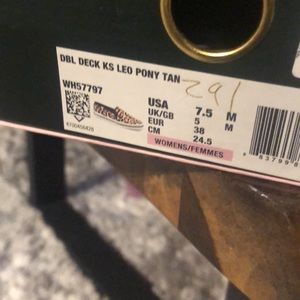 DBL DECK KS LEO PONY TAN
291
WH57797
USA 7.5 M
UK/GB 5 M
EUR 38
CM 24.5
WOMENS/FEMMES